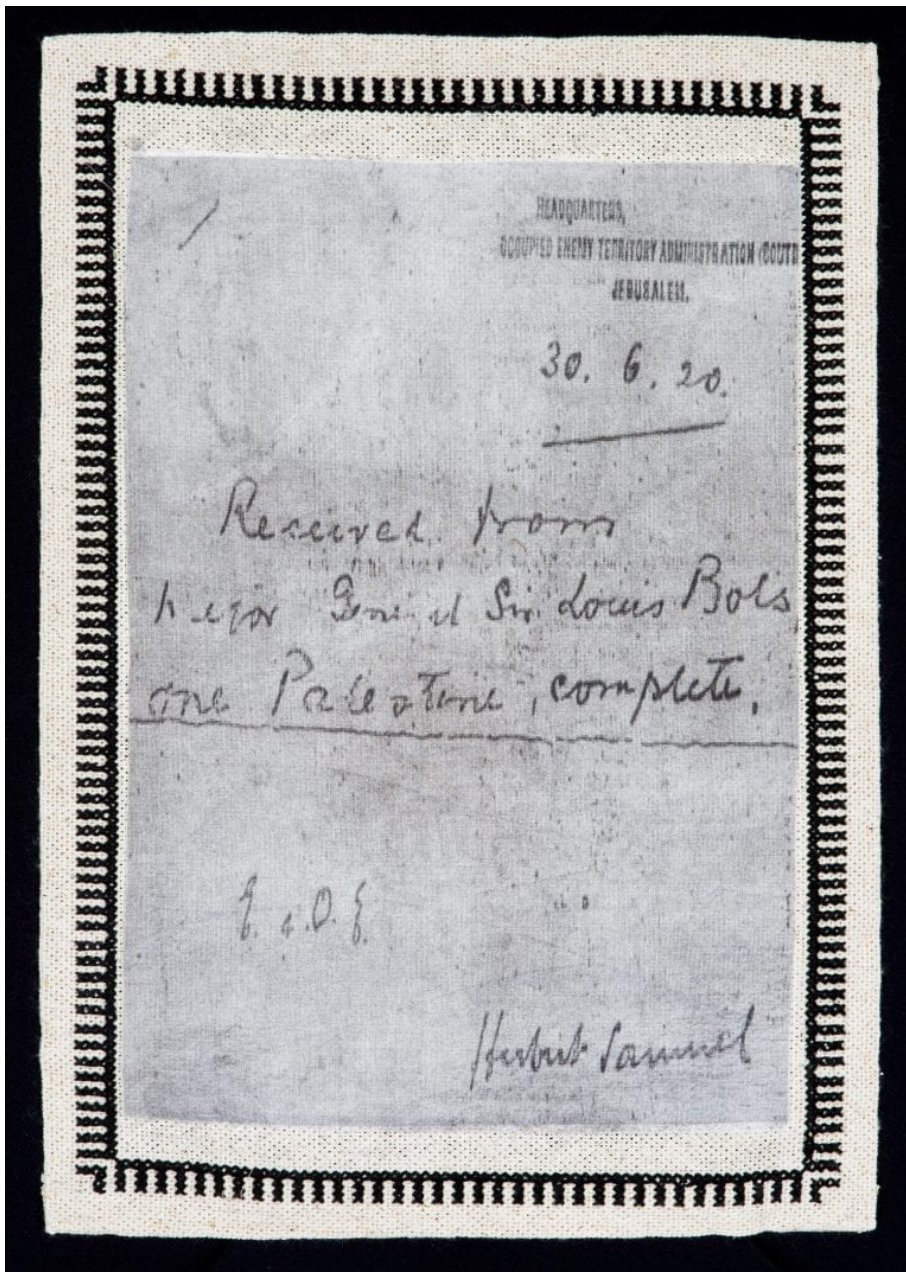 HEADQUARTERS,
OCCUPIED ENEMY TERRITORY ADMINISTRATION (SOUTH
JERUSALEM.
30. 6. 20.
Received from
Major General Sir Louis Bols
one Palestine, complete.
E. & O. E.
Herbert Samuel